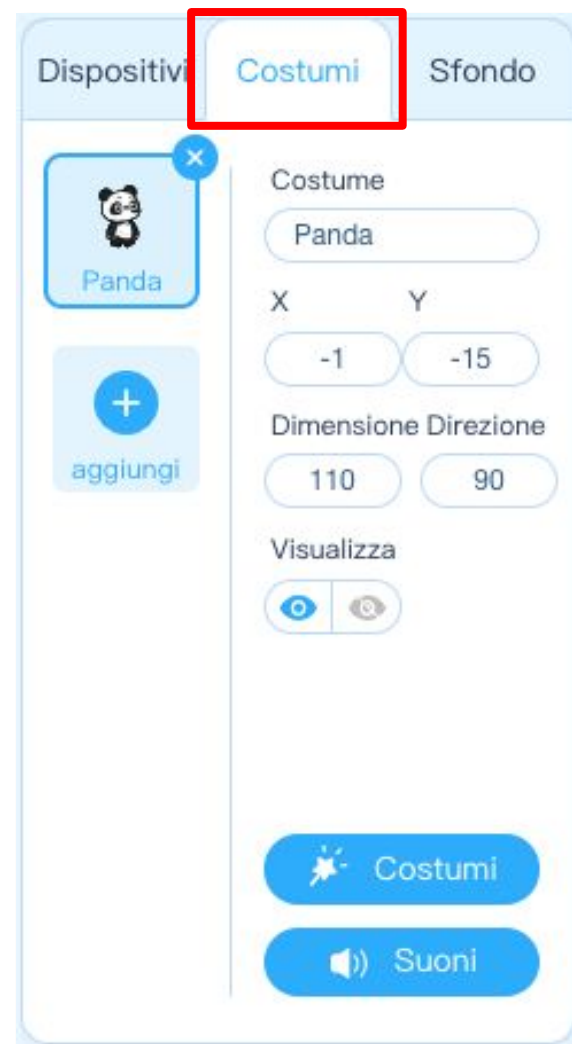 Dispositivi Costumi Sfondo
Panda
aggiungi
Costume
Panda
X Y
-1 -15
Dimensione Direzione
110 90
Visualizza
Costumi
Suoni